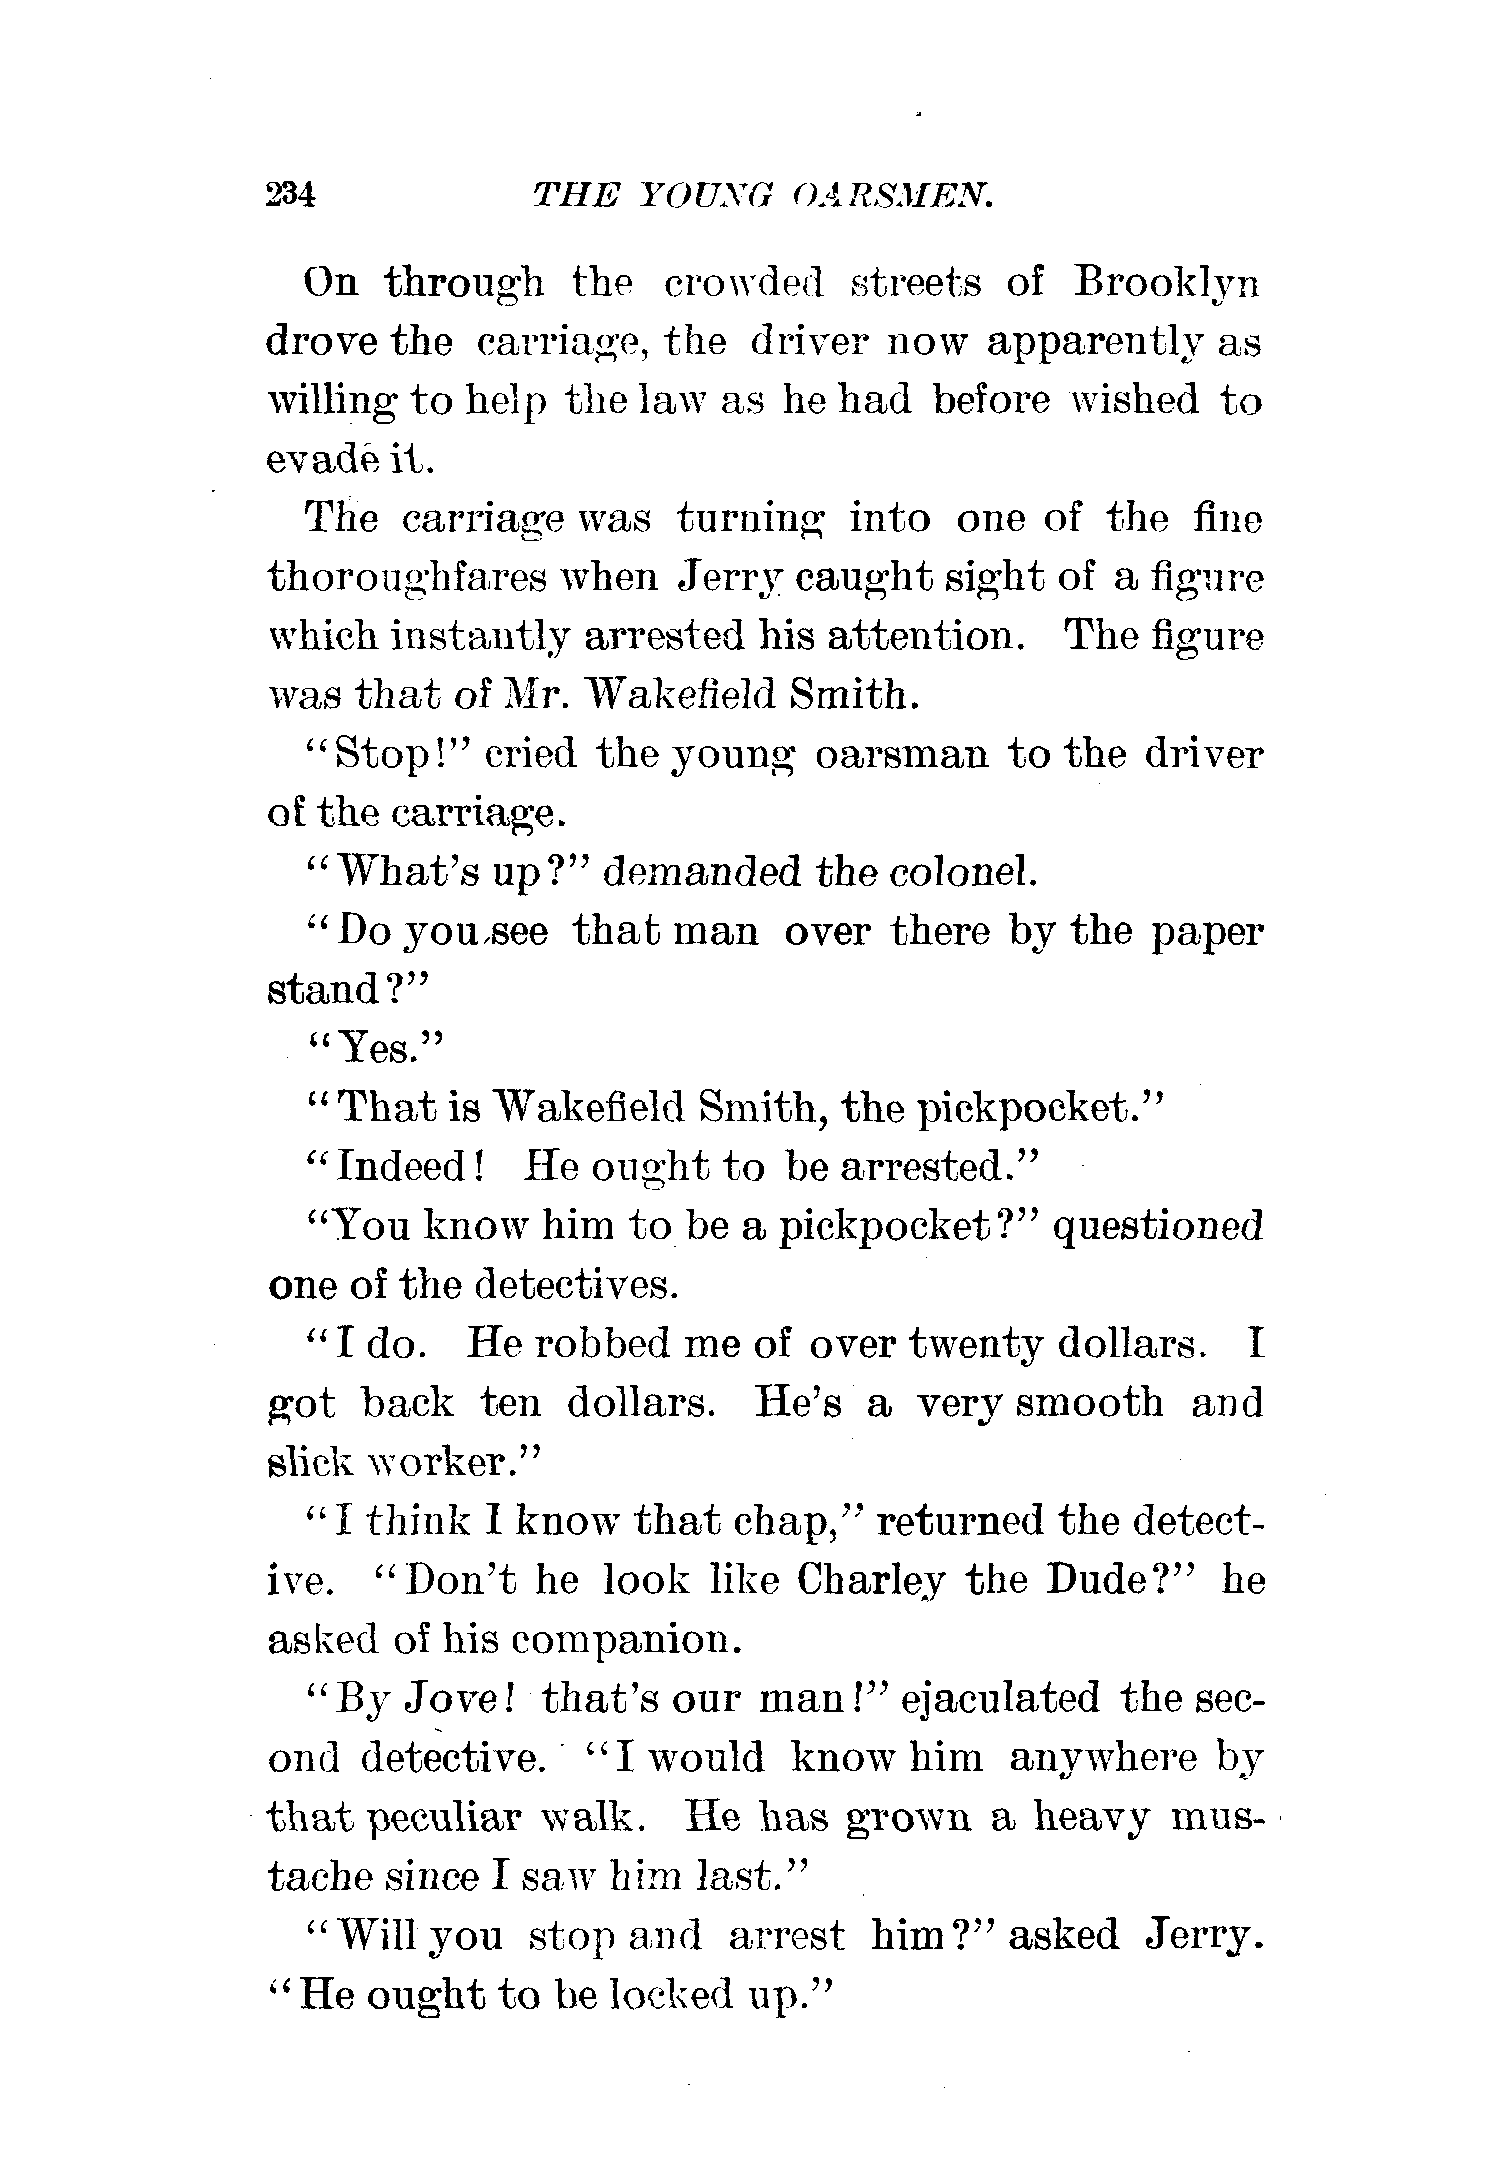 234 THE YOUNG OARSMEN.
On through the crowded streets of Brooklyn
drove the carriage, the driver now apparently as
willing to help the law as he had before wished to
evade it.
The carriage was turning into one of the fine
thoroughfares when Jerry caught sight of a figure
which instantly arrested his attention. The figure
was that of Mr. Wakefield Smith.
"Stop!" cried the young oarsman to the driver
of the carriage.
"What's up?" demanded the colonel.
"Do you see that man over there by the paper
stand?"
"Yes."
"That is Wakefield Smith, the pickpocket."
"Indeed! He ought to be arrested."
"You know him to be a pickpocket?" questioned
one of the detectives.
"I do. He robbed me of over twenty dollars. I
got back ten dollars. He's a very smooth and
slick worker."
"I think I know that chap," returned the detect-
ive. "Don't he look like Charley the Dude?" he
asked of his companion.
"By Jove! that's our man!" ejaculated the sec-
ond detective. "I would know him anywhere by
that peculiar walk. He has grown a heavy mus-
tache since I saw him last."
"Will you stop and arrest him?" asked Jerry.
"He ought to be locked up."